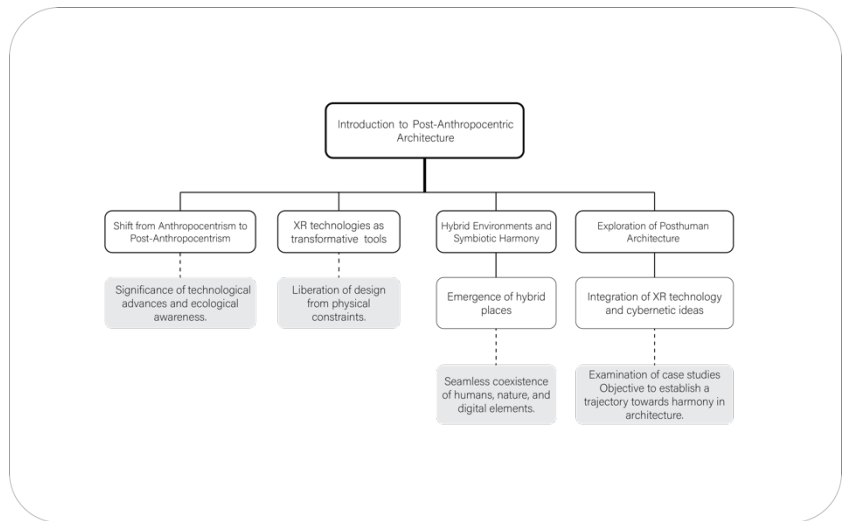 Introduction to Post-Anthropocentric
Architecture
Shift from Anthropocentrism to
Post-Anthropocentrism
XR technologies as
transformative tools
Hybrid Environments and
Symbiotic Harmony
Exploration of Posthuman
Architecture
Significance of technological
advances and ecological
awareness.
Liberation of design
from physical
constraints.
Emergence of hybrid
places
Integration of XR technology
and cybernetic ideas
Seamless coexistence
of humans, nature, and
digital elements.
Examination of case studies
Objective to establish a
trajectory towards harmony in
architecture.